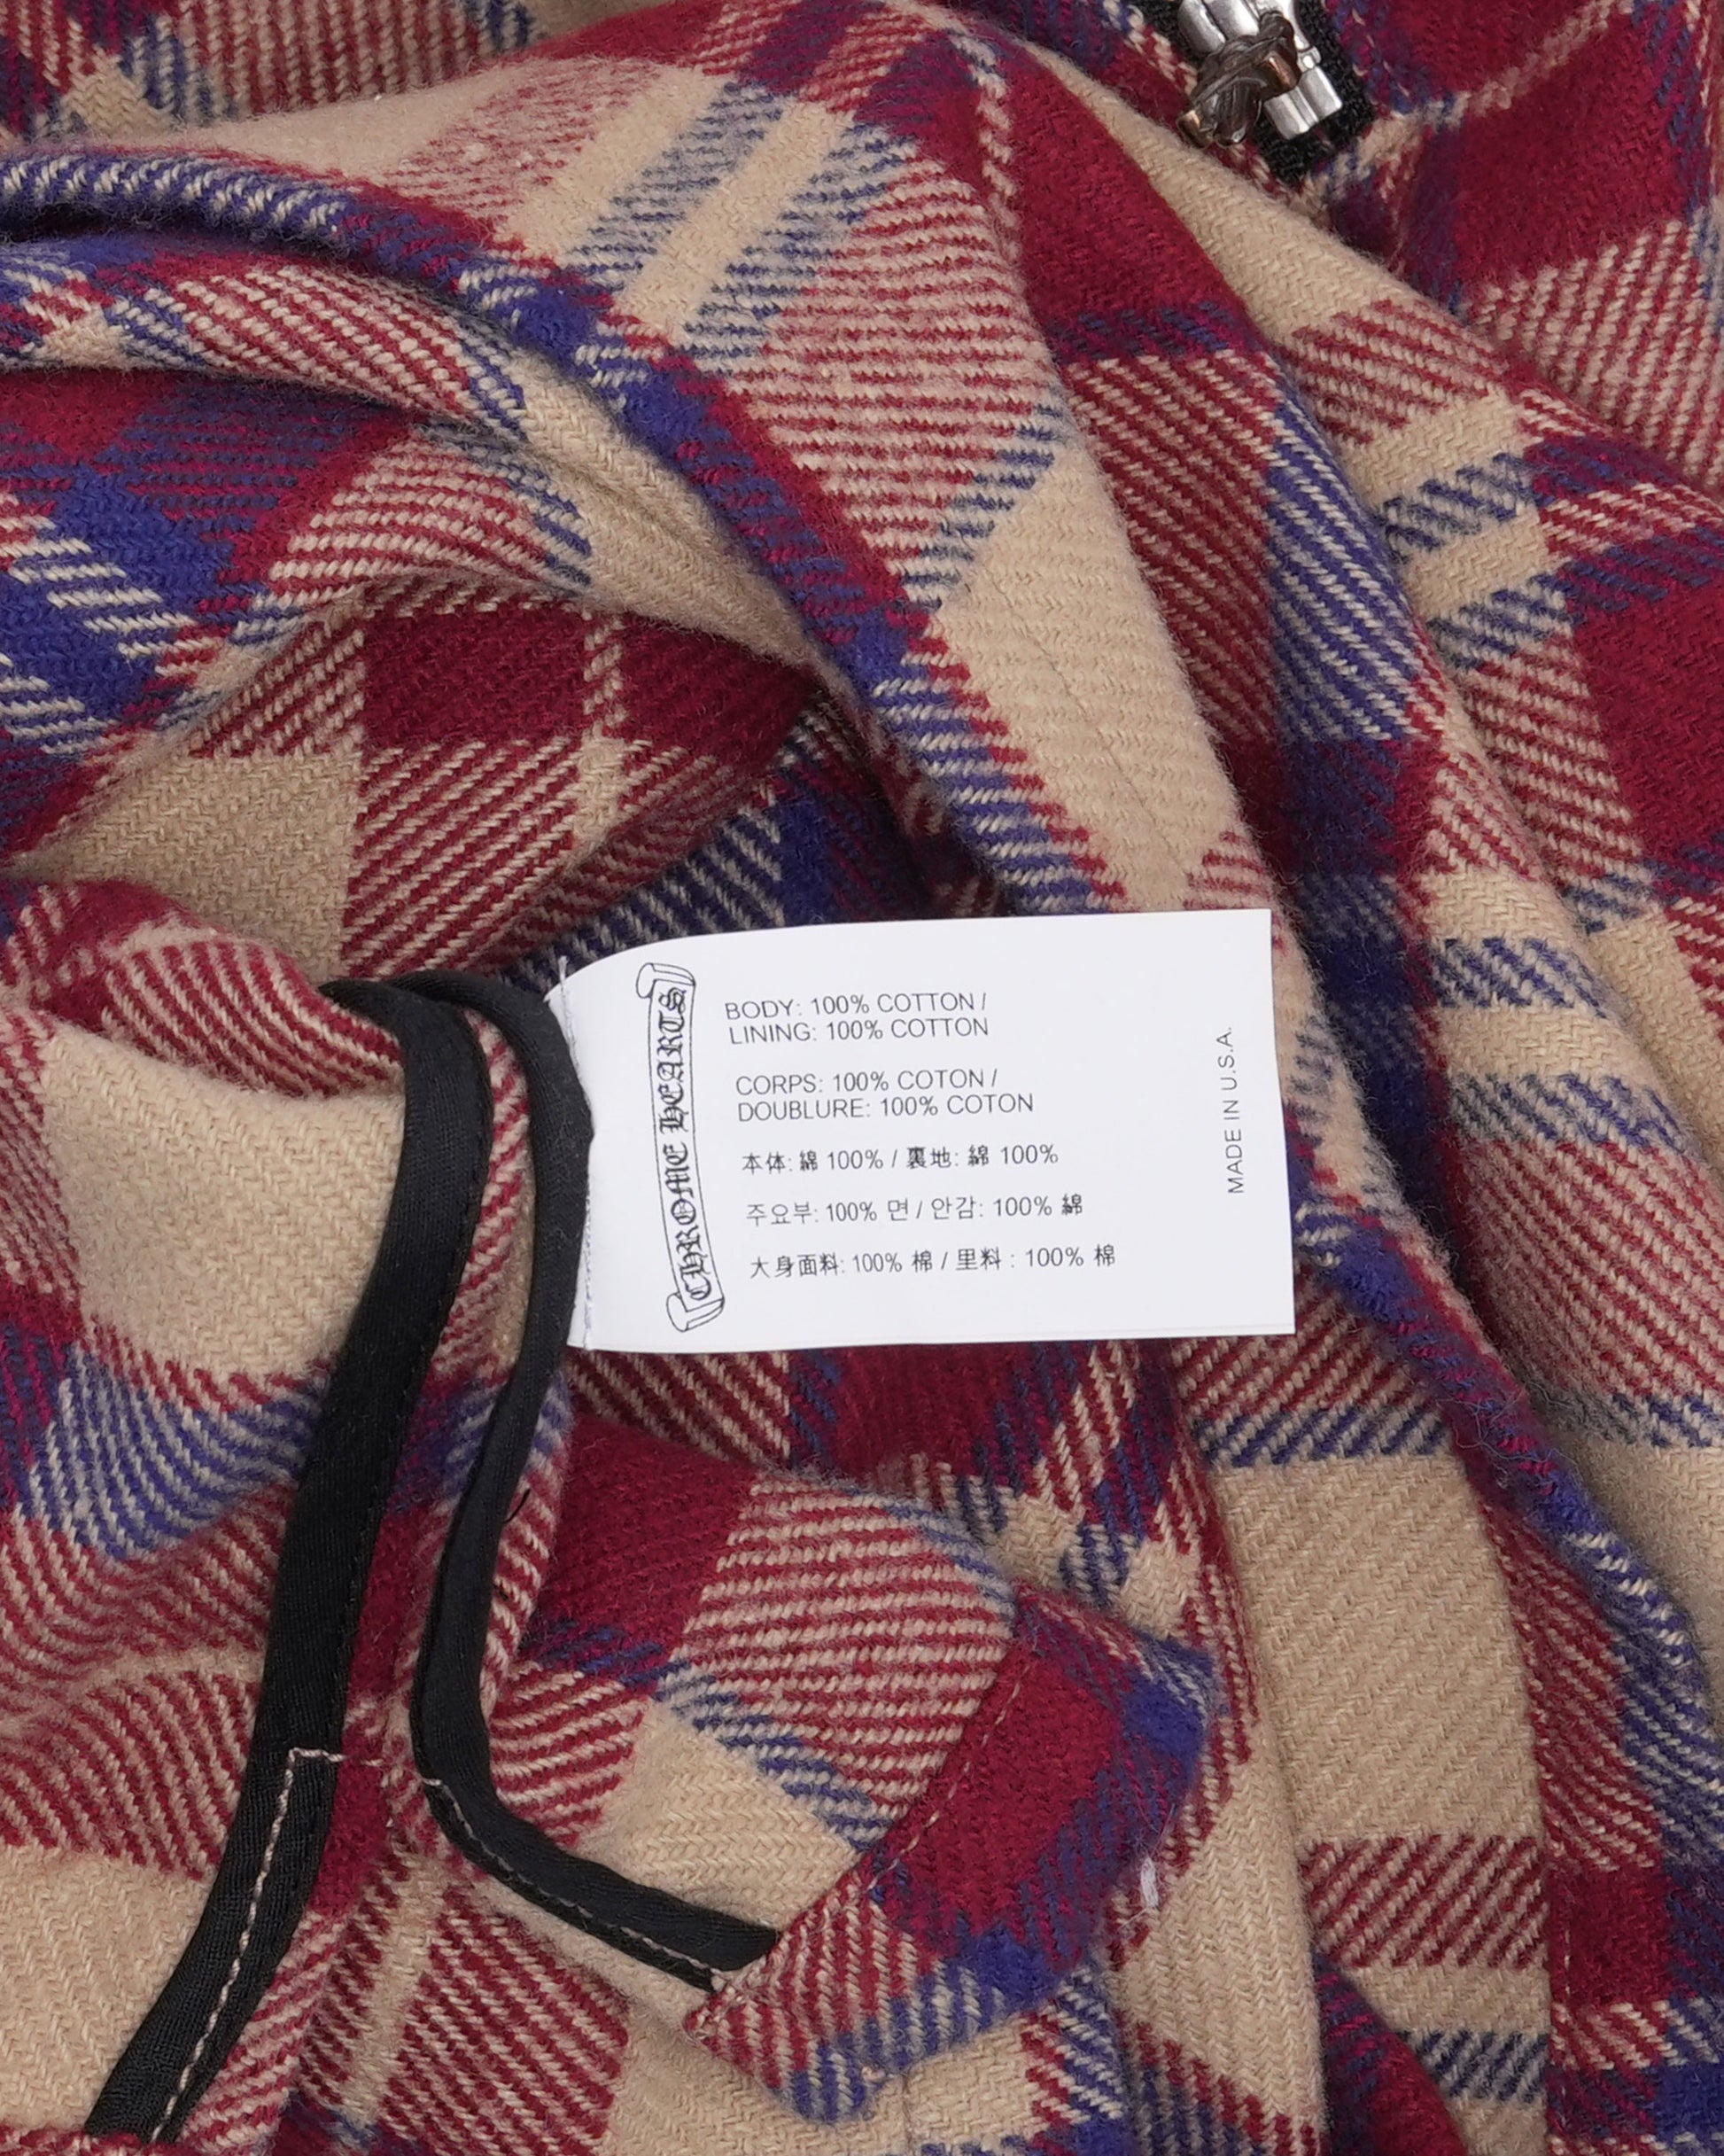 CHROME HEARTS
BODY: 100% COTTON /
LINING: 100% COTTON
CORPS: 100% COTON /
DOUBLURE: 100% COTON
本体: 綿 100% / 裏地: 綿 100%
주요부: 100% 면 / 안감: 100% 綿
大身面料: 100% 棉 / 里料 : 100% 棉
MADE IN U.S.A.